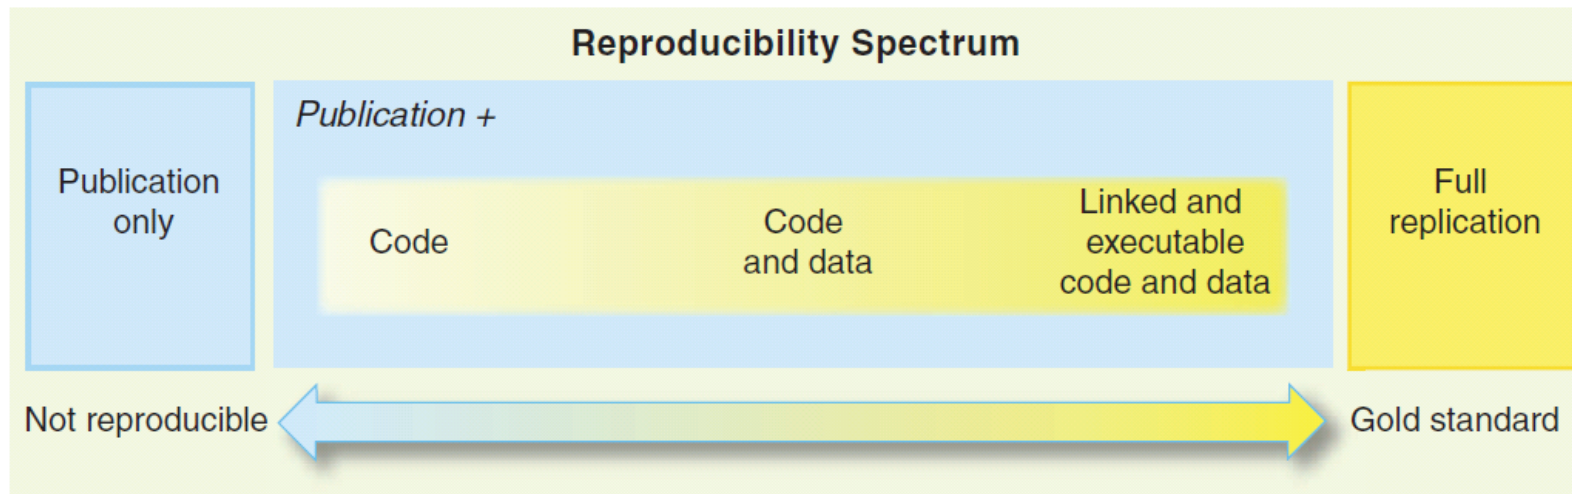 Reproducibility Spectrum
Publication
only
Publication +
Code
Code
and data
Linked and
executable
code and data
Full
replication
Not reproducible
Gold standard